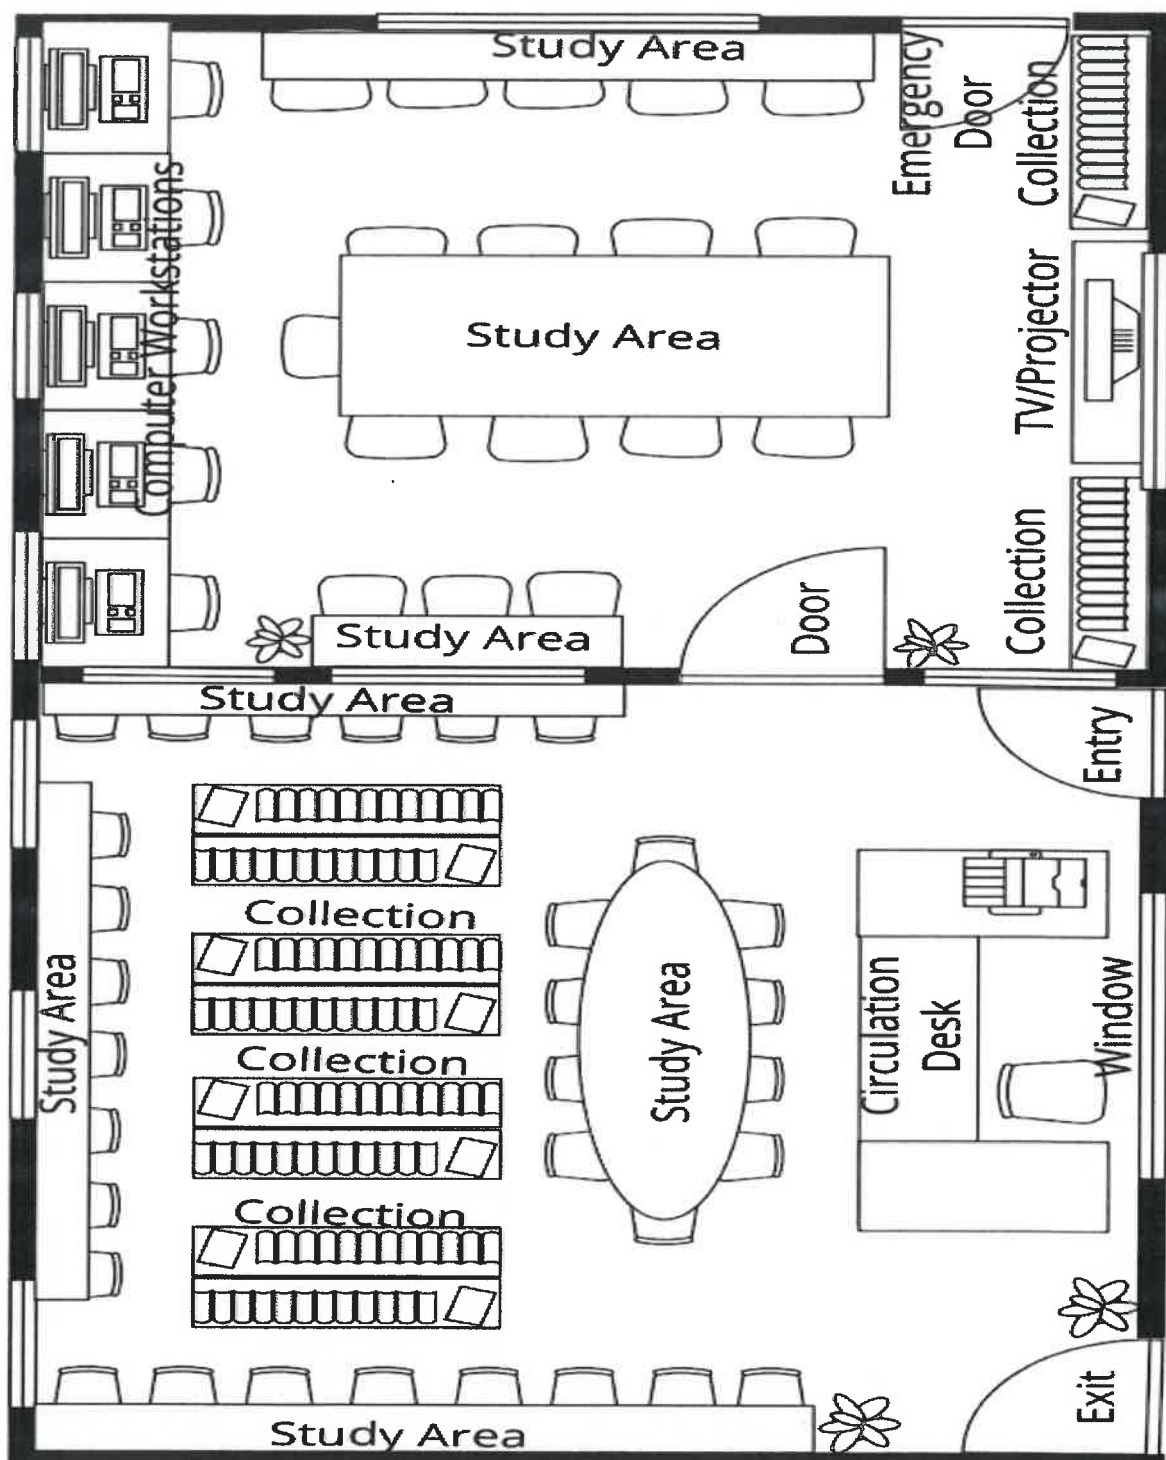 Study Area
Emergency
Door
Collection
Computer Workstations
Study Area
TV/Projector
Collection
Door
Study Area
Study Area
Entry
Study Area
Collection
Collection
Collection
Study Area
Circulation
Desk
Window
Exit
Study Area